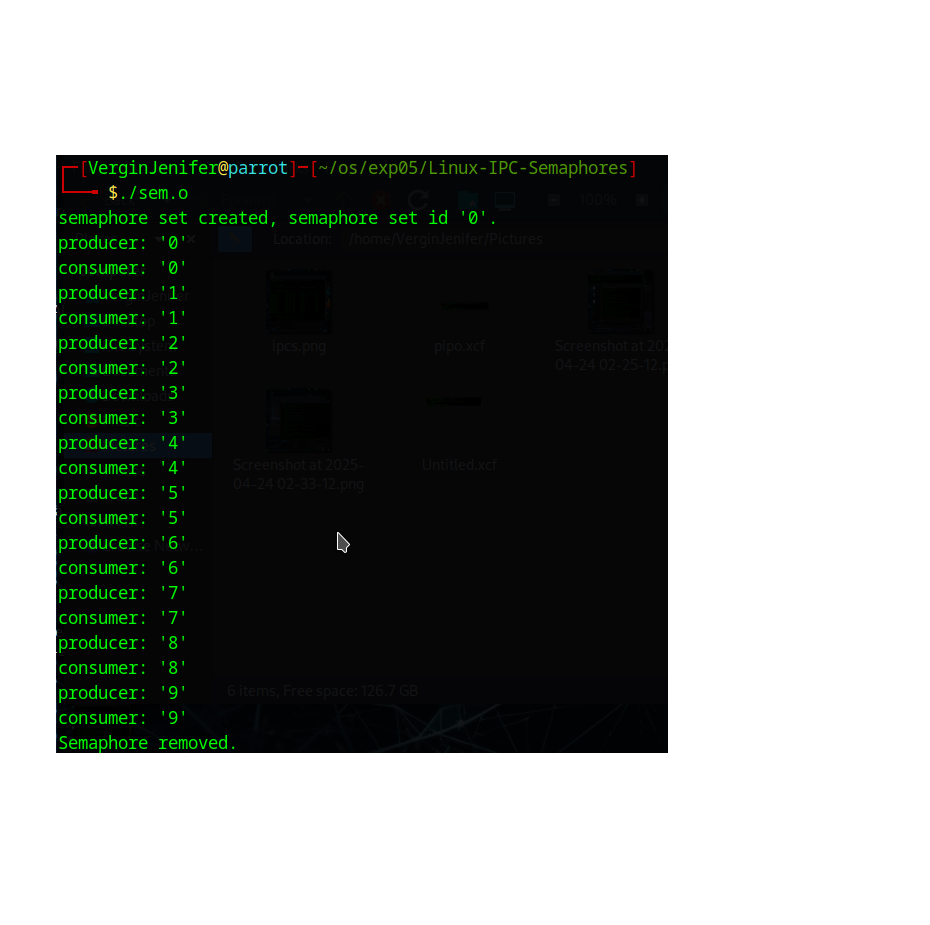 ┌─[VerginJenifer@parrot]─[~/os/exp05/Linux-IPC-Semaphores]
└──╼ $./sem.o
semaphore set created, semaphore set id '0'.
producer: '0'
consumer: '0'
producer: '1'
consumer: '1'
producer: '2'
consumer: '2'
producer: '3'
consumer: '3'
producer: '4'
consumer: '4'
producer: '5'
consumer: '5'
producer: '6'
consumer: '6'
producer: '7'
consumer: '7'
producer: '8'
consumer: '8'
producer: '9'
consumer: '9'
Semaphore removed.
100%
Location: /home/VerginJenifer/Pictures
ipcs.png
pipo.xcf
Screenshot at 202
04-24 02-25-12.p
Screenshot at 2025-
04-24 02-33-12.png
Untitled.xcf
6 items, Free space: 126.7 GB